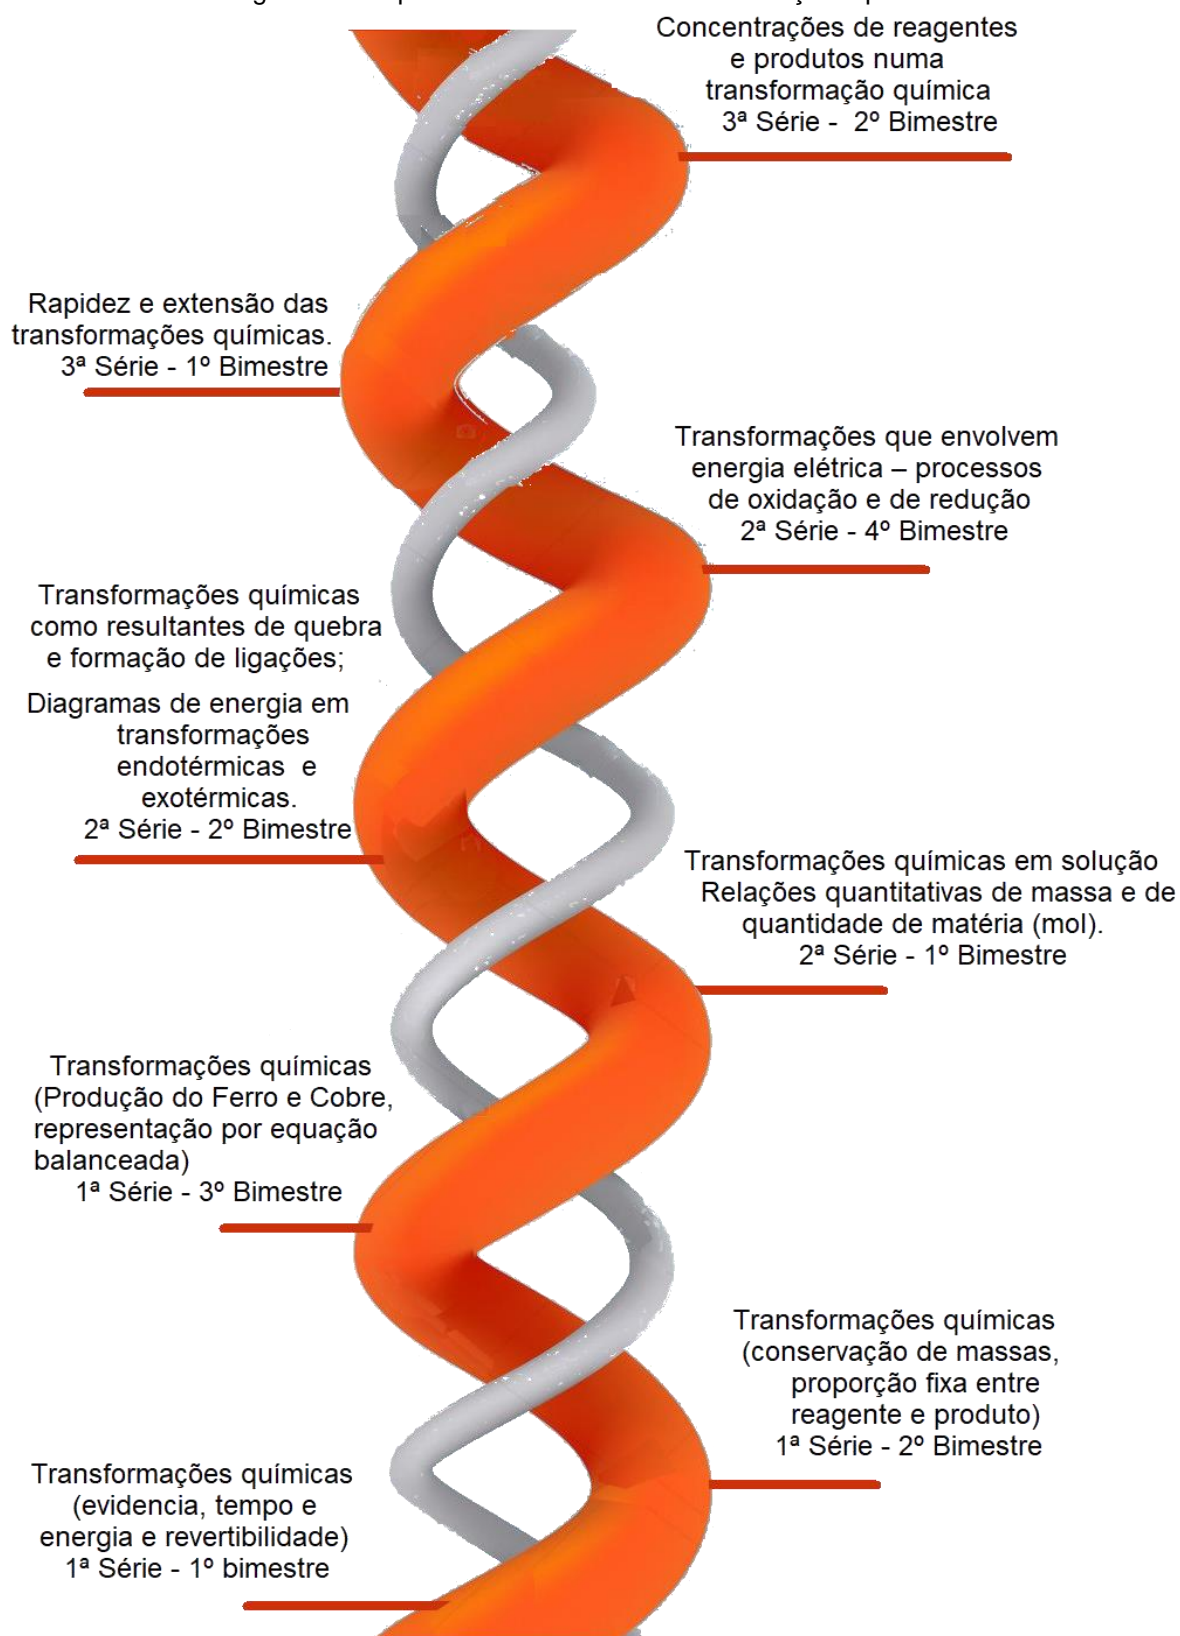 Concentrações de reagentes
e produtos numa
transformação química
3ª Série - 2º Bimestre
Rapidez e extensão das
transformações químicas.
3ª Série - 1º Bimestre
Transformações que envolvem
energia elétrica – processos
de oxidação e de redução
2ª Série - 4º Bimestre
Transformações químicas
como resultantes de quebra
e formação de ligações;
Diagramas de energia em
transformações
endotérmicas e
exotérmicas.
2ª Série - 2º Bimestre
Transformações químicas em solução
Relações quantitativas de massa e de
quantidade de matéria (mol).
2ª Série - 1º Bimestre
Transformações químicas
(Produção do Ferro e Cobre,
representação por equação
balanceada)
1ª Série - 3º Bimestre
Transformações químicas
(conservação de massas,
proporção fixa entre
reagente e produto)
1ª Série - 2º Bimestre
Transformações químicas
(evidencia, tempo e
energia e revertibilidade)
1ª Série - 1º bimestre